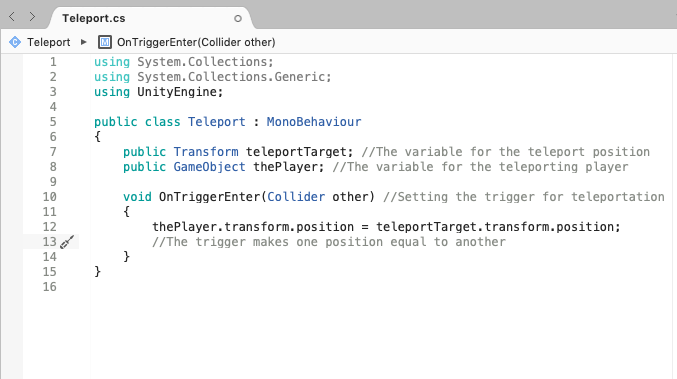 Teleport.cs
Teleport ▶ OnTriggerEnter(Collider other)
1 using System.Collections;
2 using System.Collections.Generic;
3 using UnityEngine;
4
5 public class Teleport : MonoBehaviour
6 {
7 public Transform teleportTarget; //The variable for the teleport position
8 public GameObject thePlayer; //The variable for the teleporting player
9
10 void OnTriggerEnter(Collider other) //Setting the trigger for teleportation
11 {
12 thePlayer.transform.position = teleportTarget.transform.position;
13 //The trigger makes one position equal to another
14 }
15 }
16